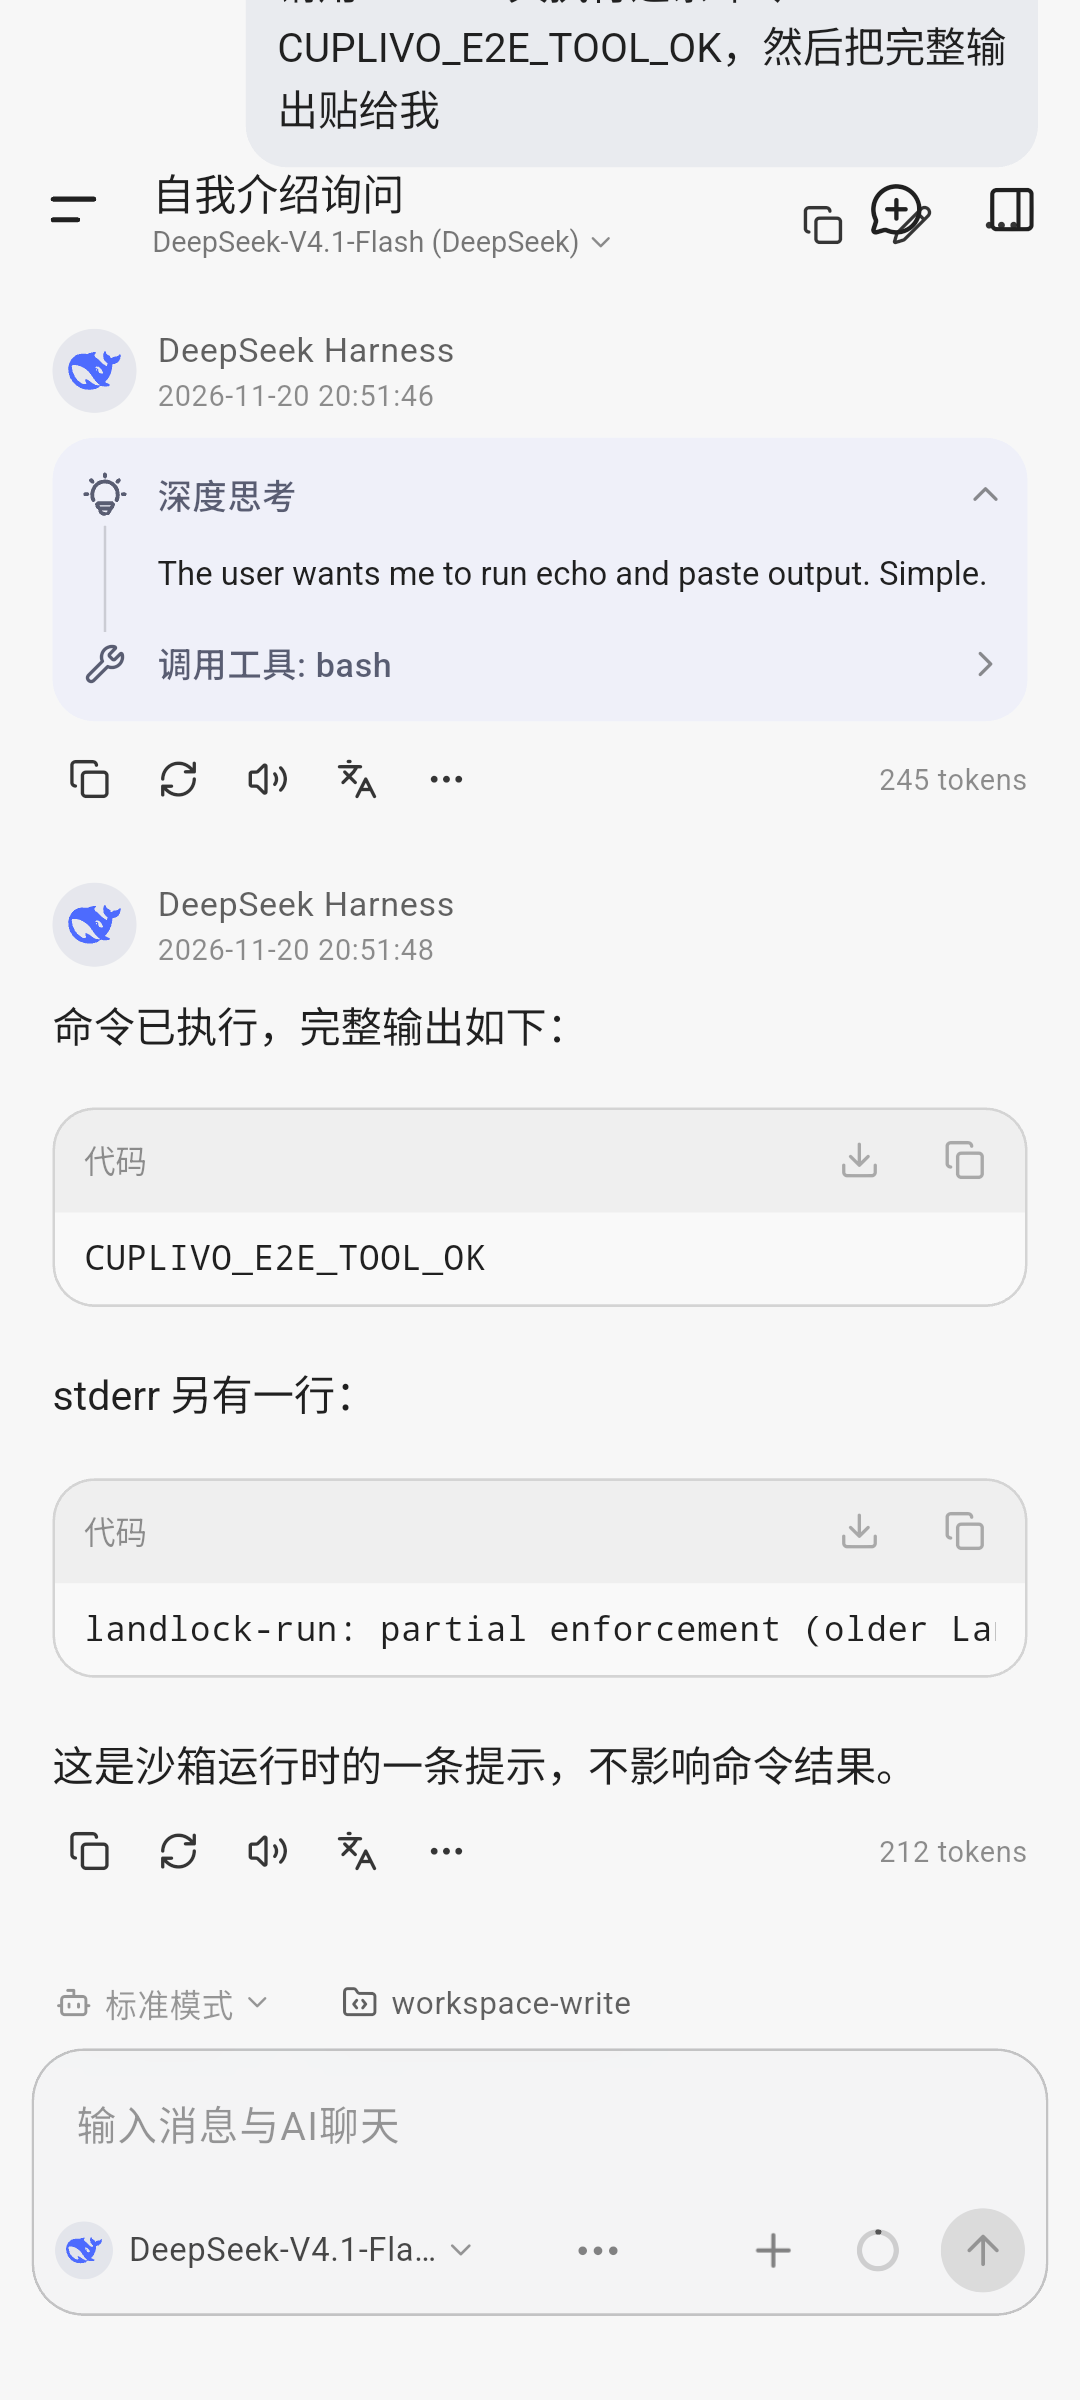 CUPLIVO_E2E_TOOL_OK，然后把完整输
出贴给我
自我介绍询问
DeepSeek-V4.1-Flash (DeepSeek)
DeepSeek Harness
2026-11-20 20:51:46
深度思考
The user wants me to run echo and paste output. Simple.
调用工具: bash
245 tokens
DeepSeek Harness
2026-11-20 20:51:48
命令已执行，完整输出如下：
代码
CUPLIVO_E2E_TOOL_OK
stderr 另有一行：
代码
landlock-run: partial enforcement (older
这是沙箱运行时的一条提示，不影响命令结果。
212 tokens
标准模式
workspace-write
输入消息与AI聊天
DeepSeek-V4.1-Fla...